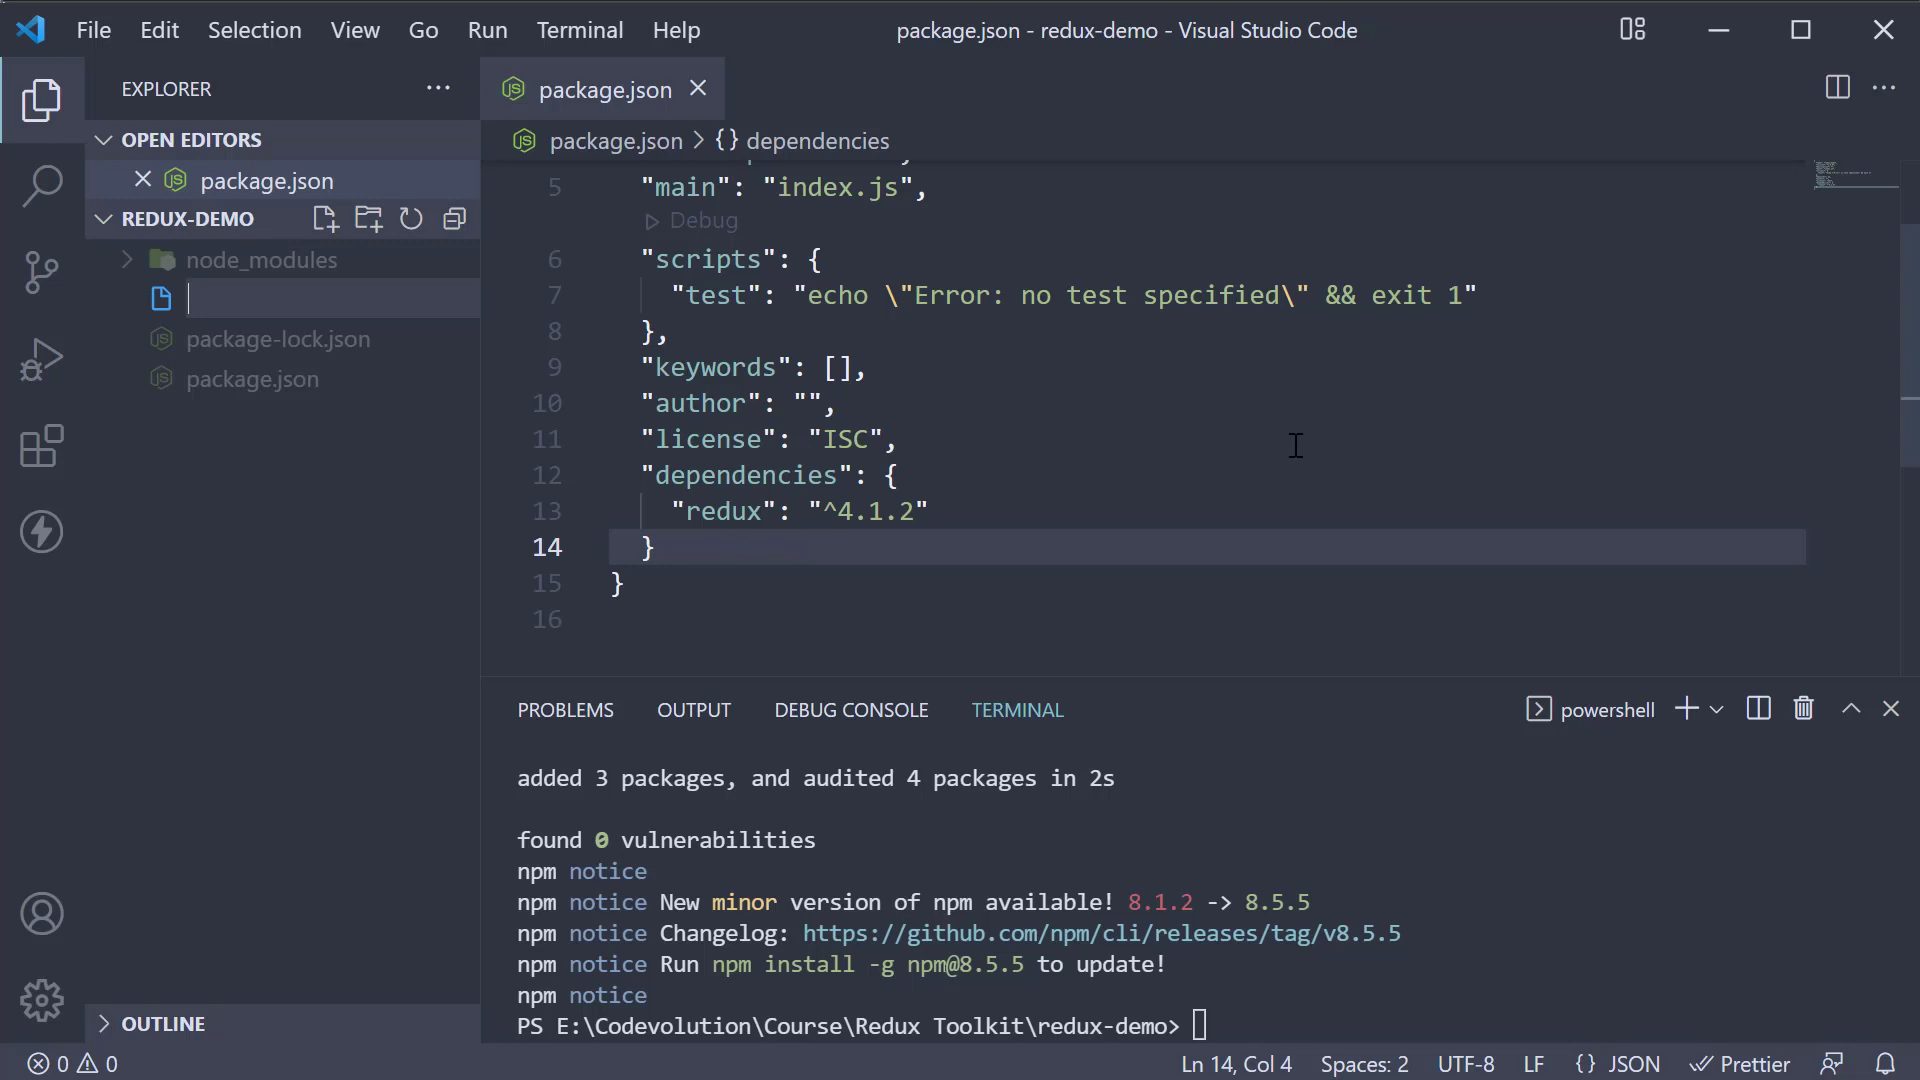 File Edit Selection View Go Run Terminal Help
package.json - redux-demo - Visual Studio Code
EXPLORER
OPEN EDITORS
package.json
REDUX-DEMO
node_modules
package-lock.json
package.json
OUTLINE
package.json
package.json > {} dependencies
5 "main": "index.js",
Debug
6 "scripts": {
7 "test": "echo \"Error: no test specified\" && exit 1"
8 },
9 "keywords": [],
10 "author": "",
11 "license": "ISC",
12 "dependencies": {
13 "redux": "^4.1.2"
14 }
15 }
16
PROBLEMS OUTPUT DEBUG CONSOLE TERMINAL
powershell
added 3 packages, and audited 4 packages in 2s
found 0 vulnerabilities
npm notice
npm notice New minor version of npm available! 8.1.2 -> 8.5.5
npm notice Changelog: https://github.com/npm/cli/releases/tag/v8.5.5
npm notice Run npm install -g npm@8.5.5 to update!
npm notice
PS E:\Codevolution\Course\Redux Toolkit\redux-demo>
0 0
Ln 14, Col 4 Spaces: 2 UTF-8 LF {} JSON Prettier